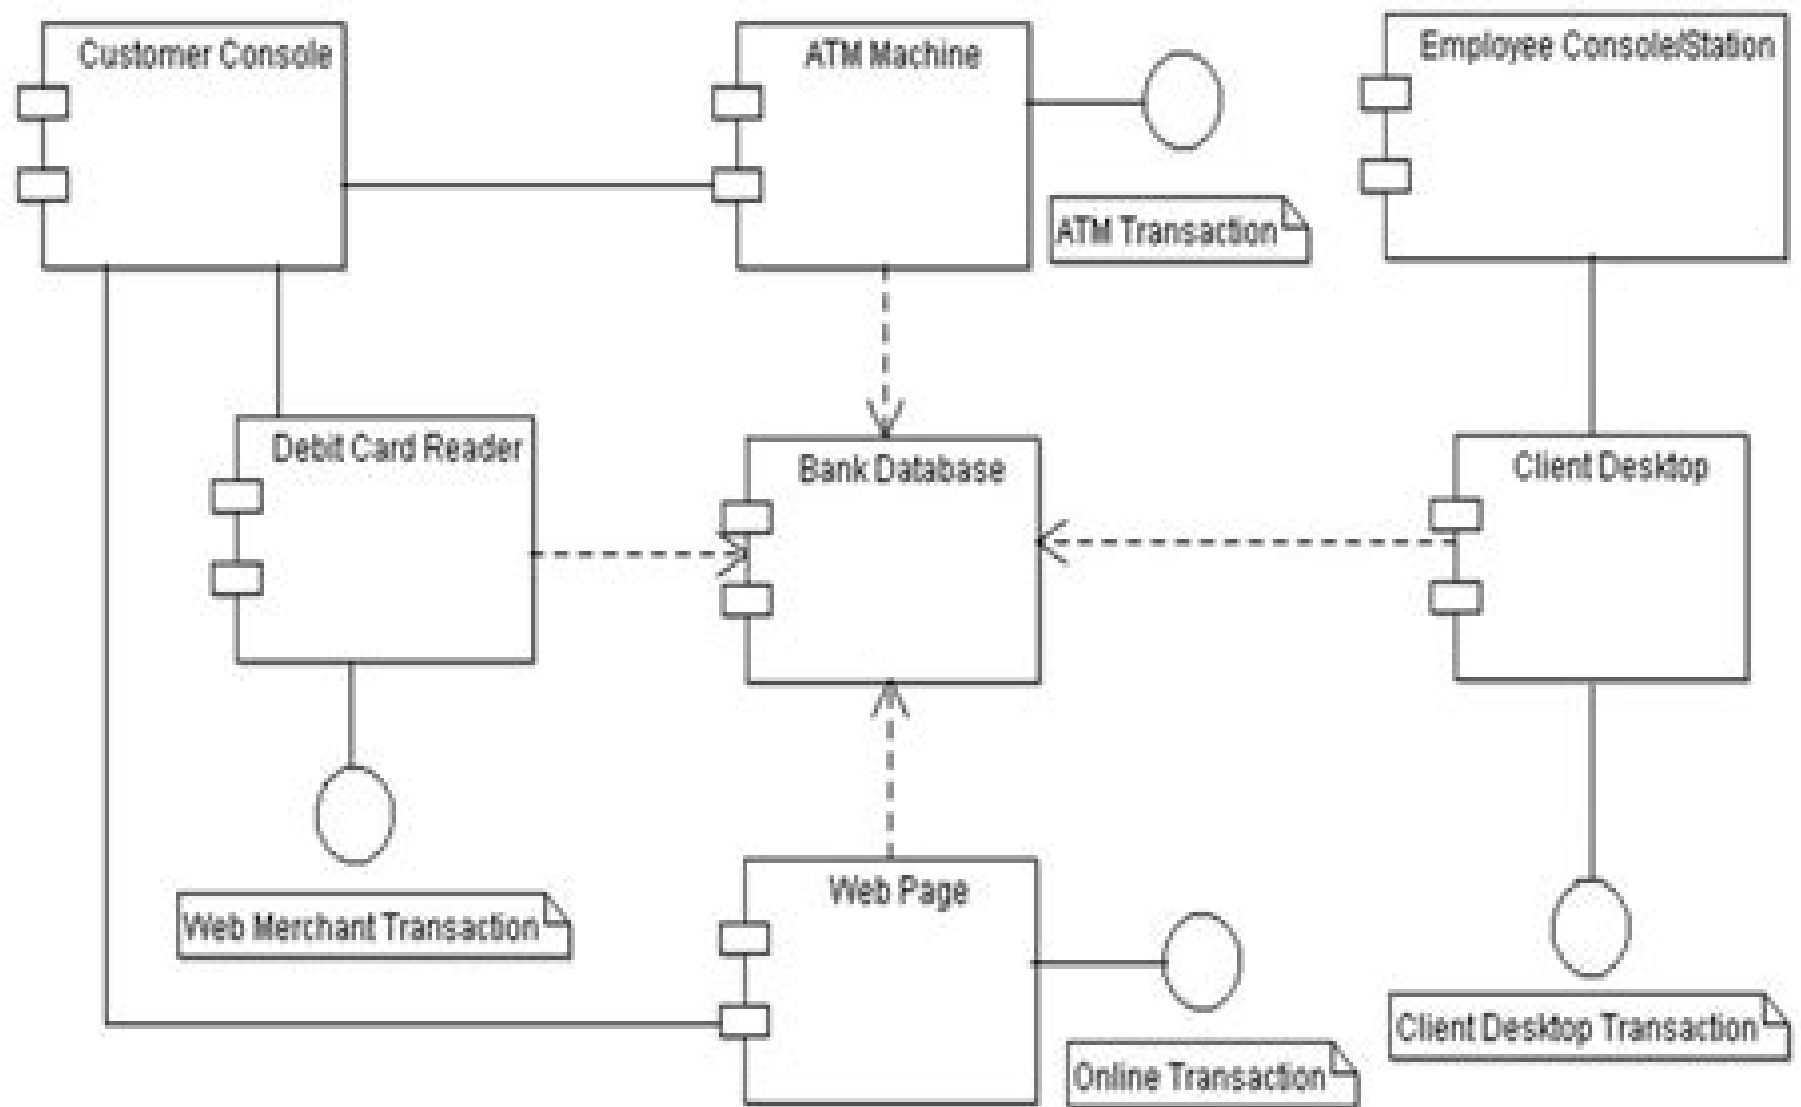 Customer Console
ATM Machine
Employee Console/Station
ATM Transaction
Debit Card Reader
Bank Database
Client Desktop
Web Page
Web Merchant Transaction
Client Desktop Transaction
Online Transaction